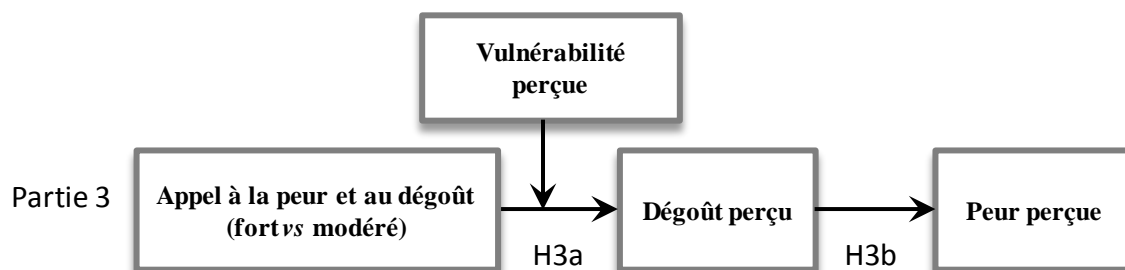 Vulnérabilité
perçue
Partie 3
Appel à la peur et au dégoût
(fort vs modéré)
Dégoût perçu
Peur perçue
H3a
H3b